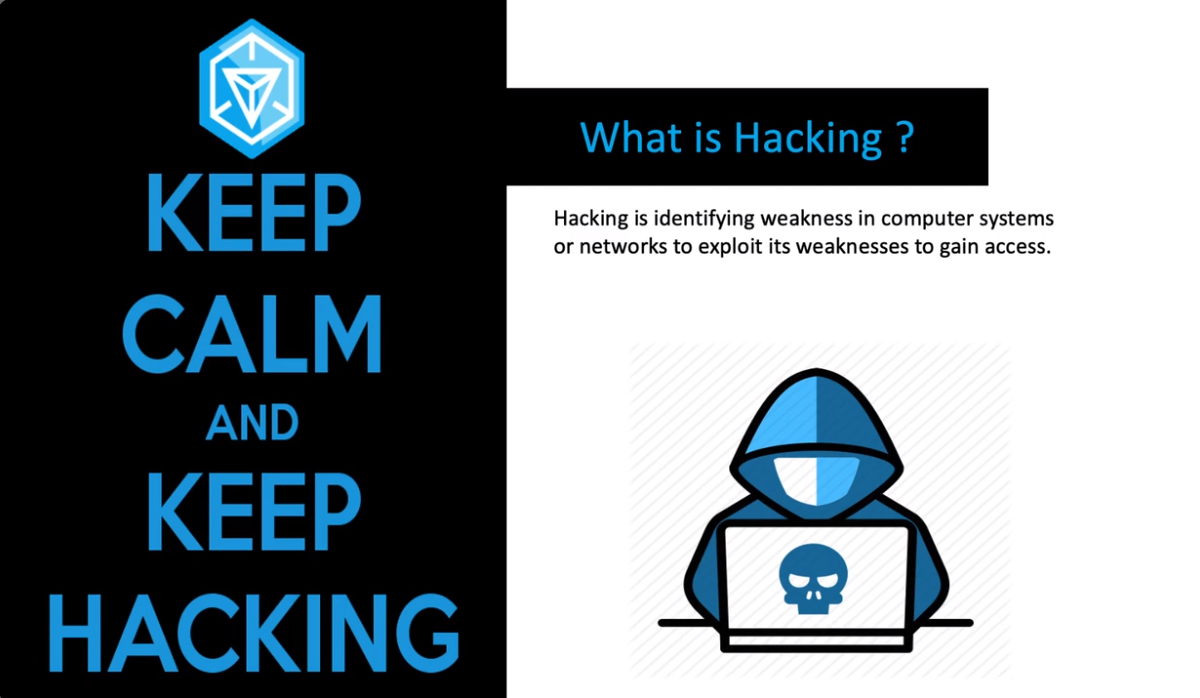 KEEP
CALM
AND
KEEP
HACKING
What is Hacking ?
Hacking is identifying weakness in computer systems
or networks to exploit its weaknesses to gain access.